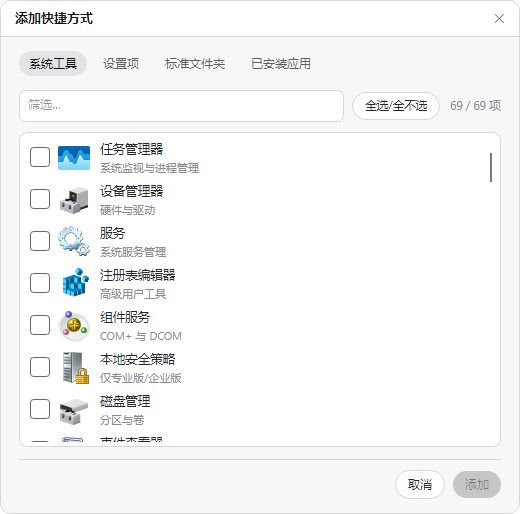 添加快捷方式
系统工具 设置项 标准文件夹 已安装应用
筛选... 全选/全不选 69 / 69 项
任务管理器
系统监视与进程管理
设备管理器
硬件与驱动
服务
系统服务管理
注册表编辑器
高级用户工具
组件服务
COM+ 与 DCOM
本地安全策略
仅专业版/企业版
磁盘管理
分区与卷
事件查看器
取消 添加